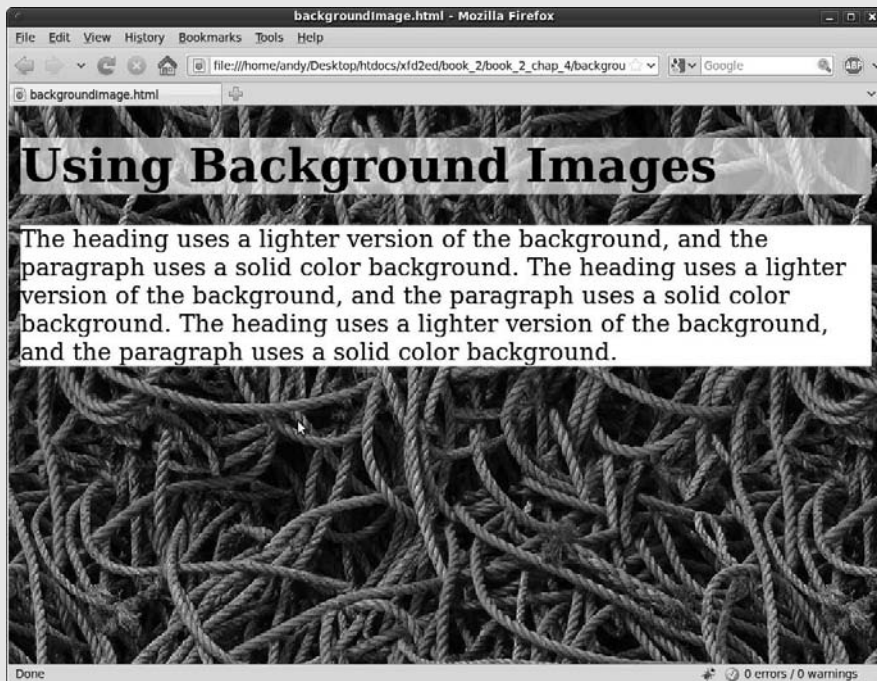 backgroundImage.html - Mozilla Firefox
File Edit View History Bookmarks Tools Help
file:///home/andy/Desktop/htdocs/xfd2ed/book_2/book_2_chap_4/backgrou Google ABP
backgroundImage.html
Using Background Images
The heading uses a lighter version of the background, and the
paragraph uses a solid color background. The heading uses a lighter
version of the background, and the paragraph uses a solid color
background. The heading uses a lighter version of the background,
and the paragraph uses a solid color background.
Done 0 errors / 0 warnings